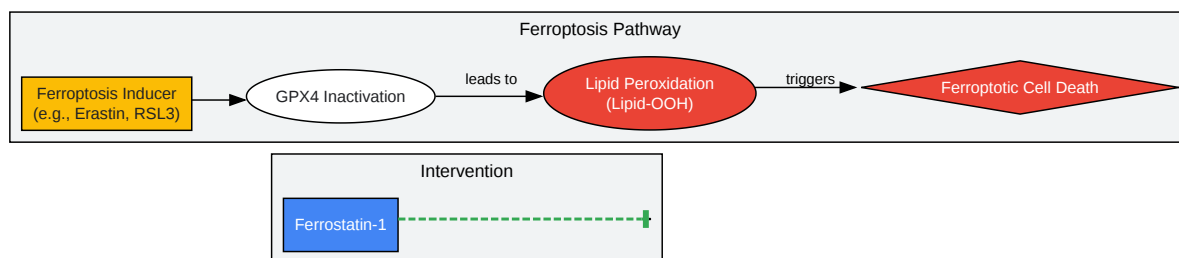 Ferroptosis Pathway
Ferroptosis Inducer
(e.g., Erastin, RSL3)
GPX4 Inactivation
leads to
Lipid Peroxidation
(Lipid-OOH)
triggers
Ferroptotic Cell Death
Intervention
Ferrostatin-1